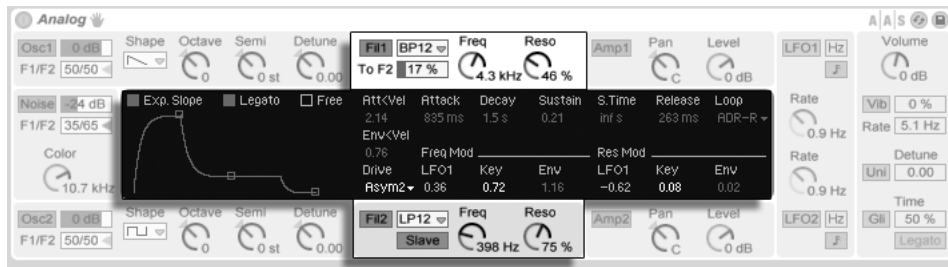 Analog AAS
Osc1 0 dB Shape Octave Semi Detune Fil1 BP12 Freq Reso Amp1 Pan Level LFO1 Hz Volume
F1/F2 50/50 0 0 st 0.00 To F2 17 % 4.3 kHz 46 % C 0 dB 0 dB
Noise -24 dB Exp. Slope Legato Free Att<Vel Attack Decay Sustain S.Time Release Loop Rate Vib 0 %
F1/F2 35/65 2.14 835 ms 1.5 s 0.21 inf s 263 ms ADR-R 0.9 Hz Rate 5.1 Hz
Env<Vel
Color 0.76 Freq Mod Res Mod Rate Detune
10.7 kHz Drive LFO1 Key Env LFO1 Key Env 0.9 Hz Uni 0.00
Asym2 0.36 0.72 1.16 -0.62 0.08 0.02
Osc2 0 dB Shape Octave Semi Detune Fil2 LP12 Freq Reso Amp2 Pan Level LFO2 Hz Time
Gli 50 %
F1/F2 50/50 0 0 st 0.00 Slave 398 Hz 75 % C 0 dB Legato